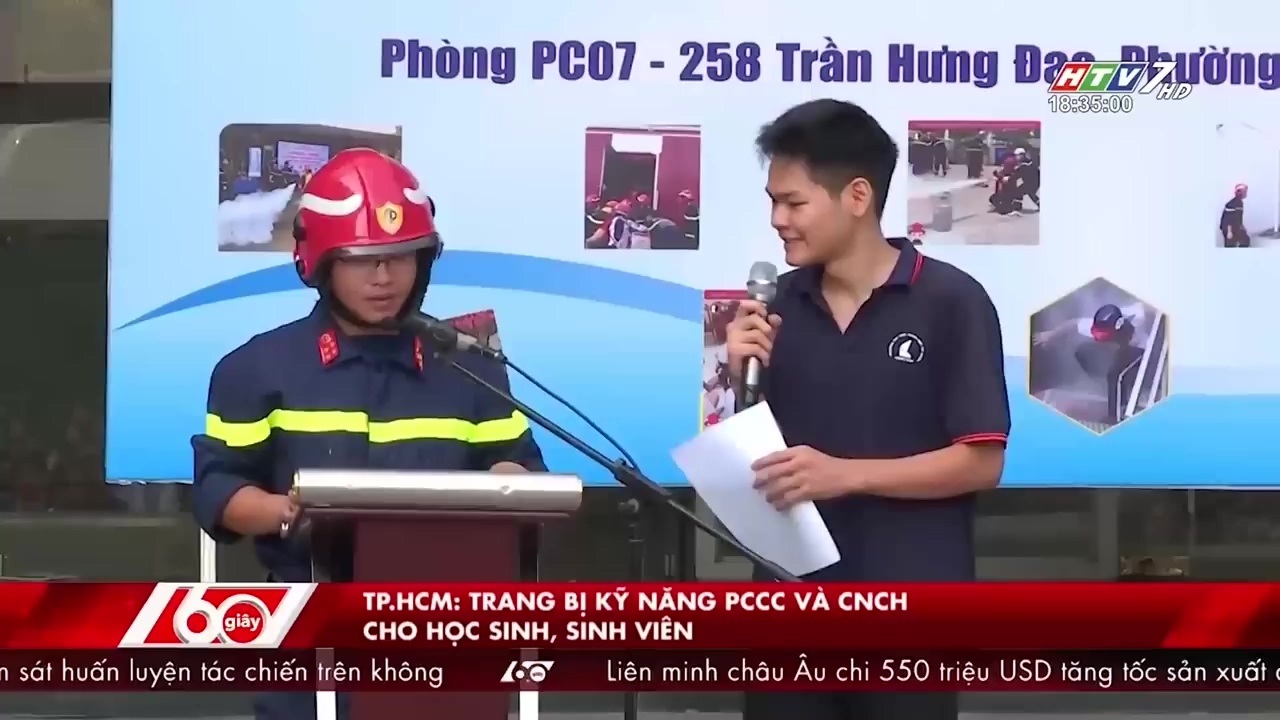 Phòng PC07 - 258 Trần Hưng Đạo, Phường
HTV7 HD
18:35:00
60 giây
TP.HCM: TRANG BỊ KỸ NĂNG PCCC VÀ CNCH
CHO HỌC SINH, SINH VIÊN
sát huấn luyện tác chiến trên không
60 Liên minh châu Âu chi 550 triệu USD tăng tốc sản xuất